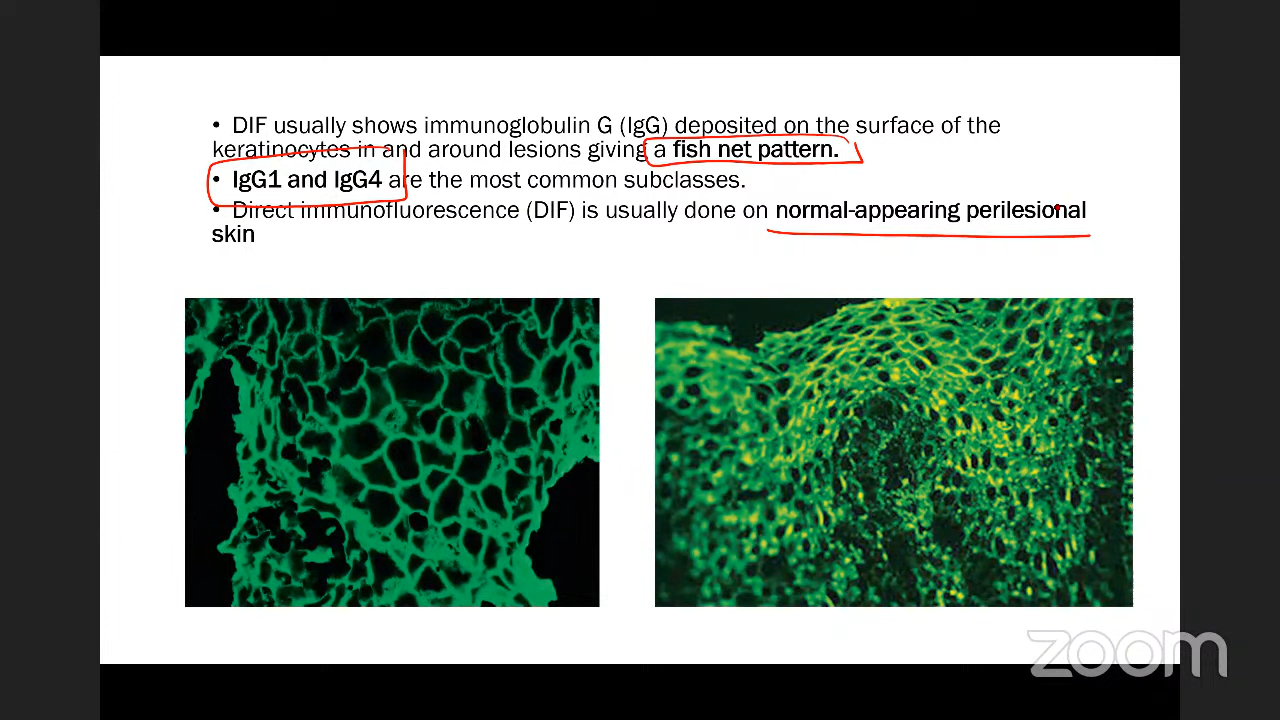 • DIF usually shows immunoglobulin G (IgG) deposited on the surface of the
keratinocytes in and around lesions giving a fish net pattern.
• IgG1 and IgG4 are the most common subclasses.
• Direct immunofluorescence (DIF) is usually done on normal-appearing perilesional
skin
zoom